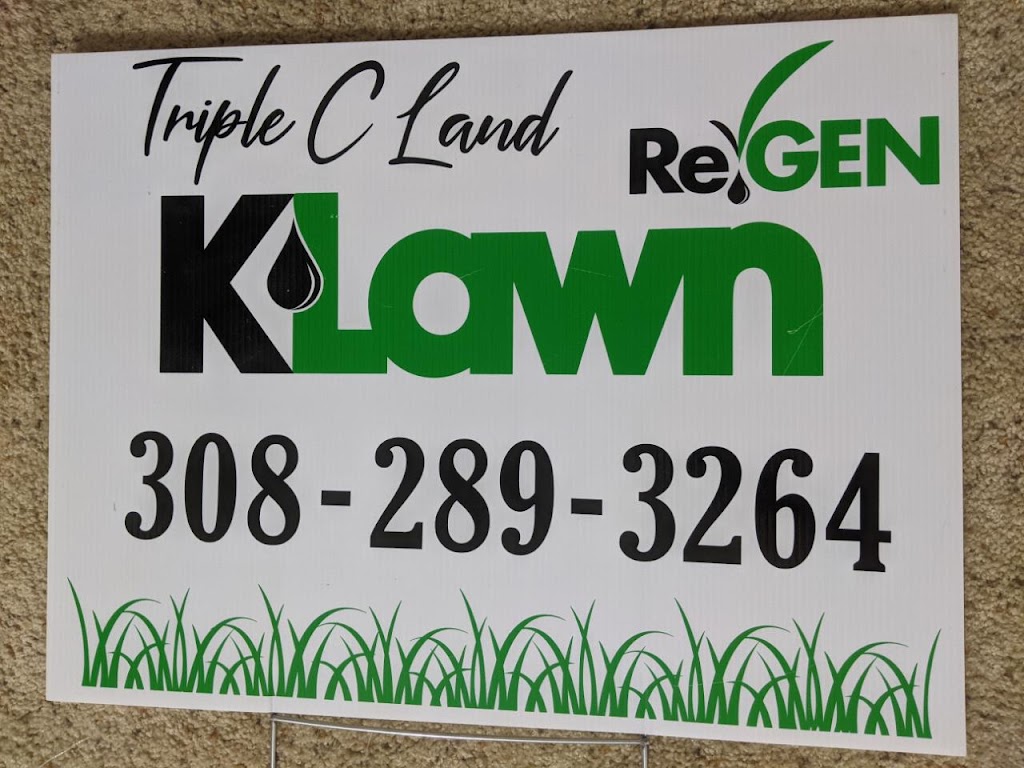 Triple C Land
ReGEN
KLawn
308-289-3264